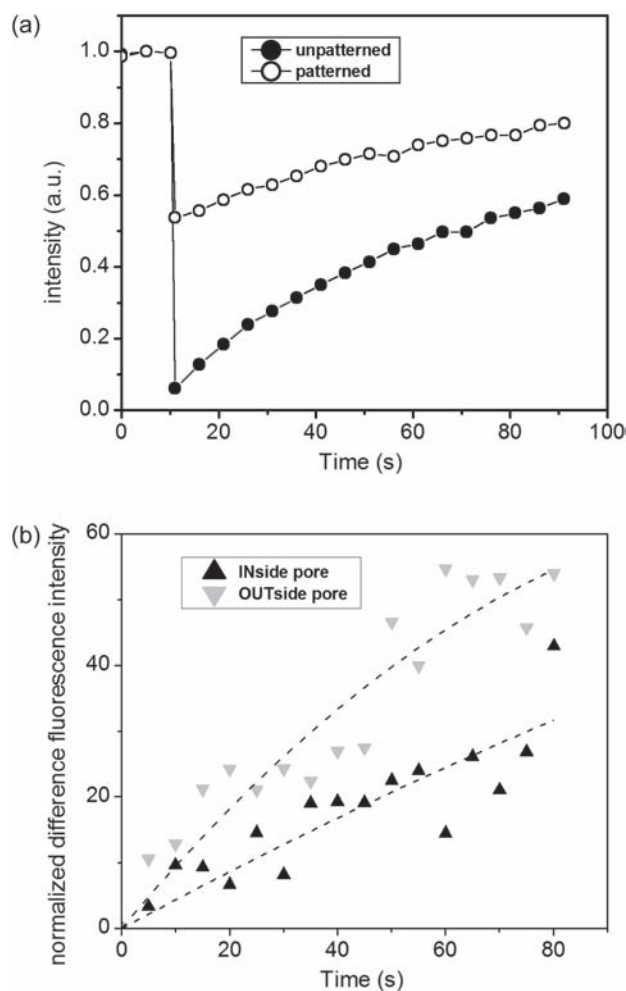 (a)
1.0
0.8
0.6
0.4
0.2
0.0
intensity (a.u.)
unpatterned
patterned
0 20 40 60 80 100
Time (s)
(b)
60
40
20
0
normalized difference fluorescence intensity
INside pore
OUTside pore
0 20 40 60 80
Time (s)